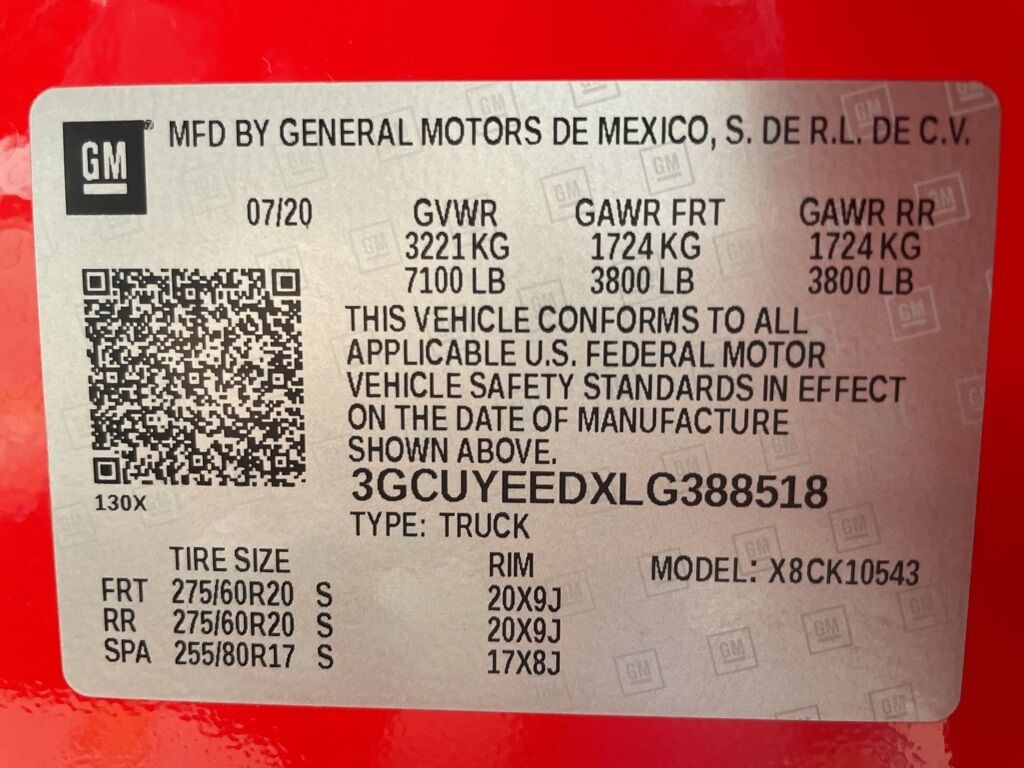 GM® MFD BY GENERAL MOTORS DE MEXICO, S. DE R.L. DE C.V.
07/20 GVWR GAWR FRT GAWR RR
3221 KG 1724 KG 1724 KG
7100 LB 3800 LB 3800 LB
THIS VEHICLE CONFORMS TO ALL
APPLICABLE U.S. FEDERAL MOTOR
VEHICLE SAFETY STANDARDS IN EFFECT
ON THE DATE OF MANUFACTURE
SHOWN ABOVE.
3GCUYEEDXLG388518
130X
TYPE: TRUCK
TIRE SIZE RIM MODEL: X8CK10543
FRT 275/60R20 S 20X9J
RR 275/60R20 S 20X9J
SPA 255/80R17 S 17X8J